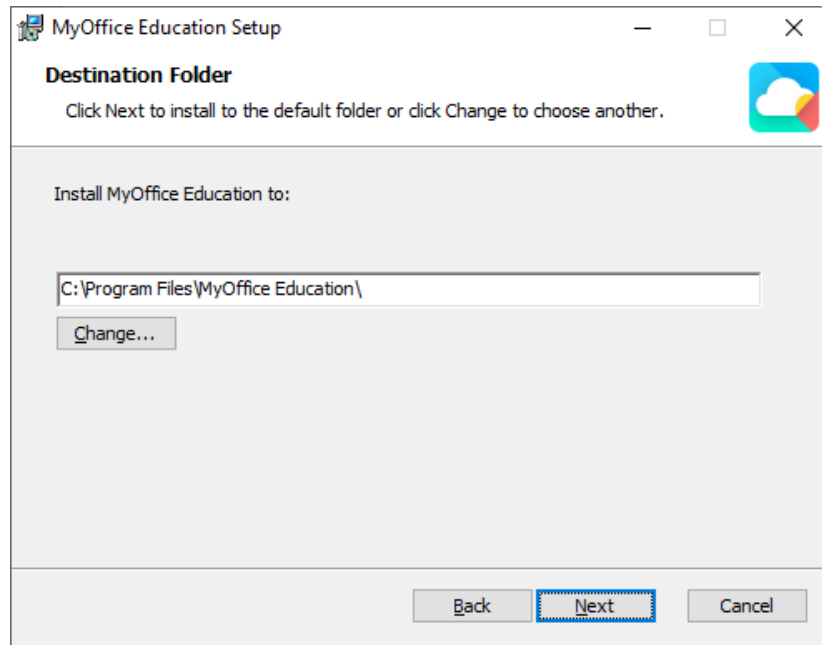 MyOffice Education Setup
Destination Folder
Click Next to install to the default folder or click Change to choose another.
Install MyOffice Education to:
C:\Program Files\MyOffice Education\
Change...
Back
Next
Cancel